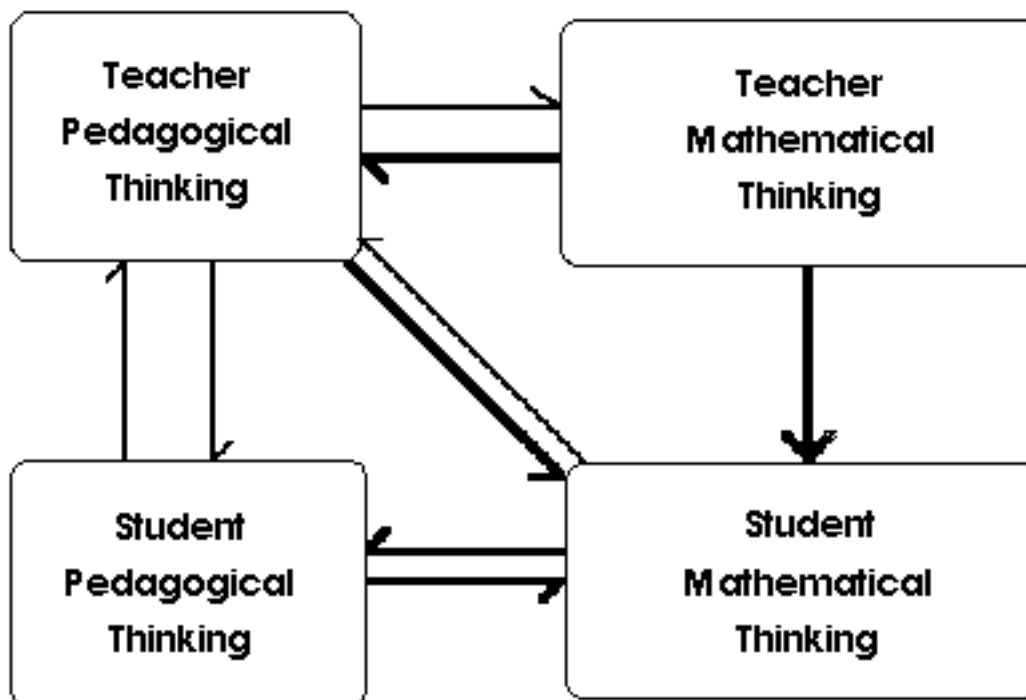 Teacher
Pedagogical
Thinking
Teacher
Mathematical
Thinking
Student
Pedagogical
Thinking
Student
Mathematical
Thinking